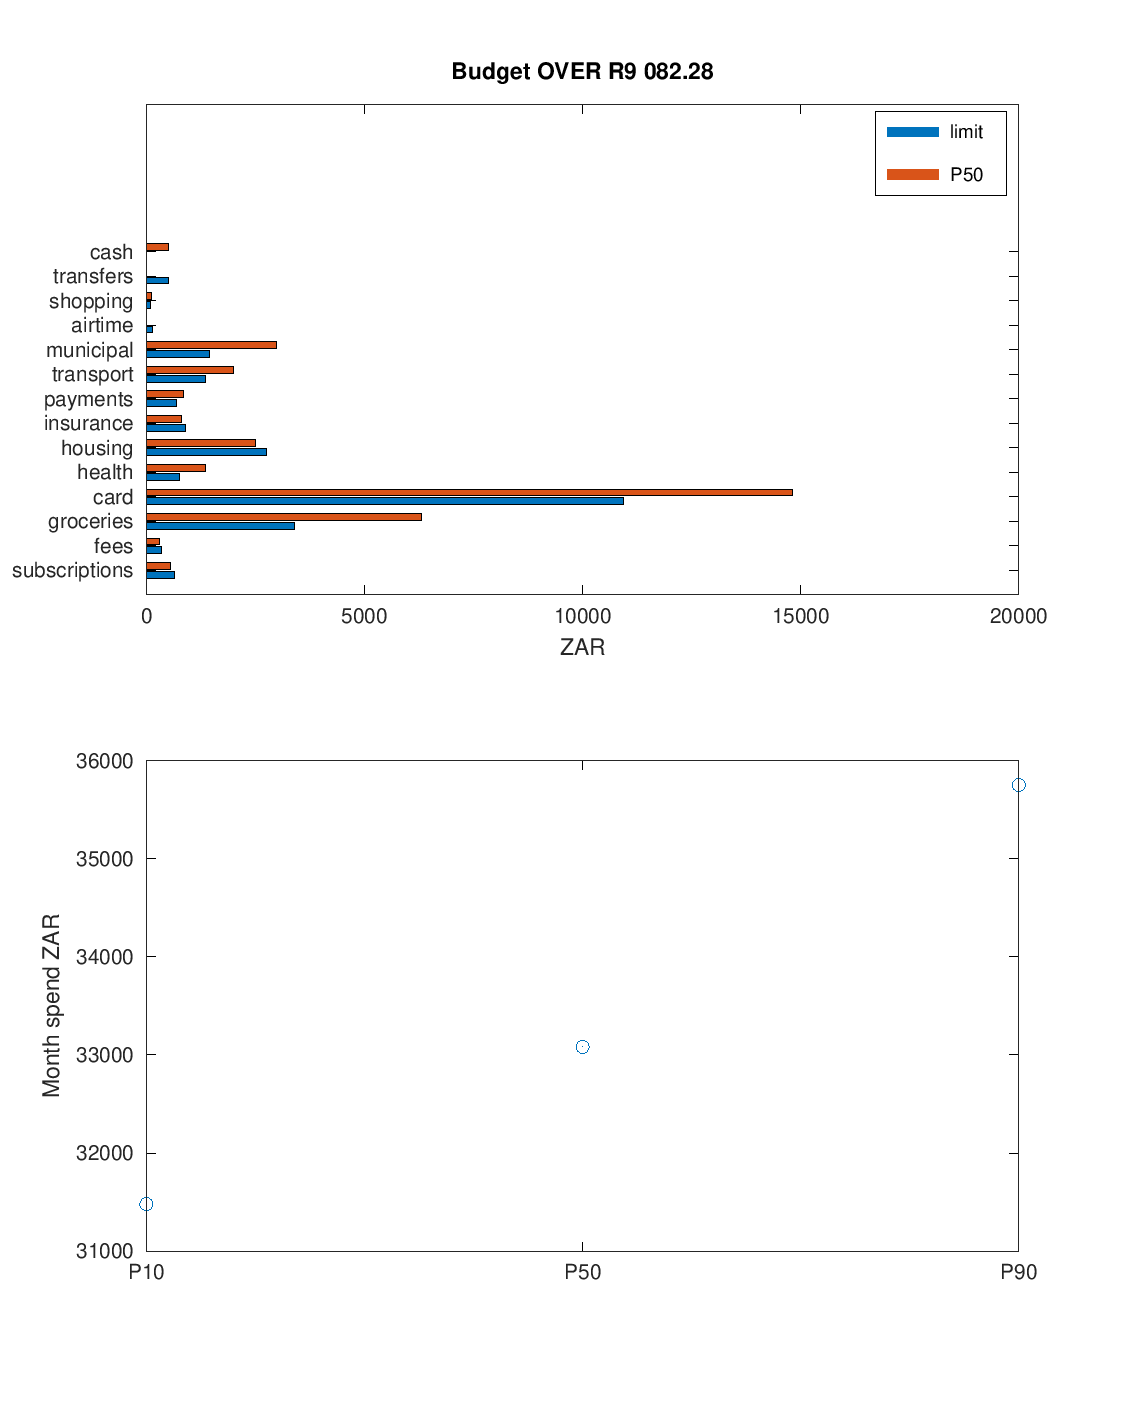 Budget OVER R9 082.28
limit
P50
cash
transfers
shopping
airtime
municipal
transport
payments
insurance
housing
health
card
groceries
fees
subscriptions
0 5000 10000 15000 20000
ZAR
36000
35000
34000
33000
32000
31000
Month spend ZAR
P10 P50 P90